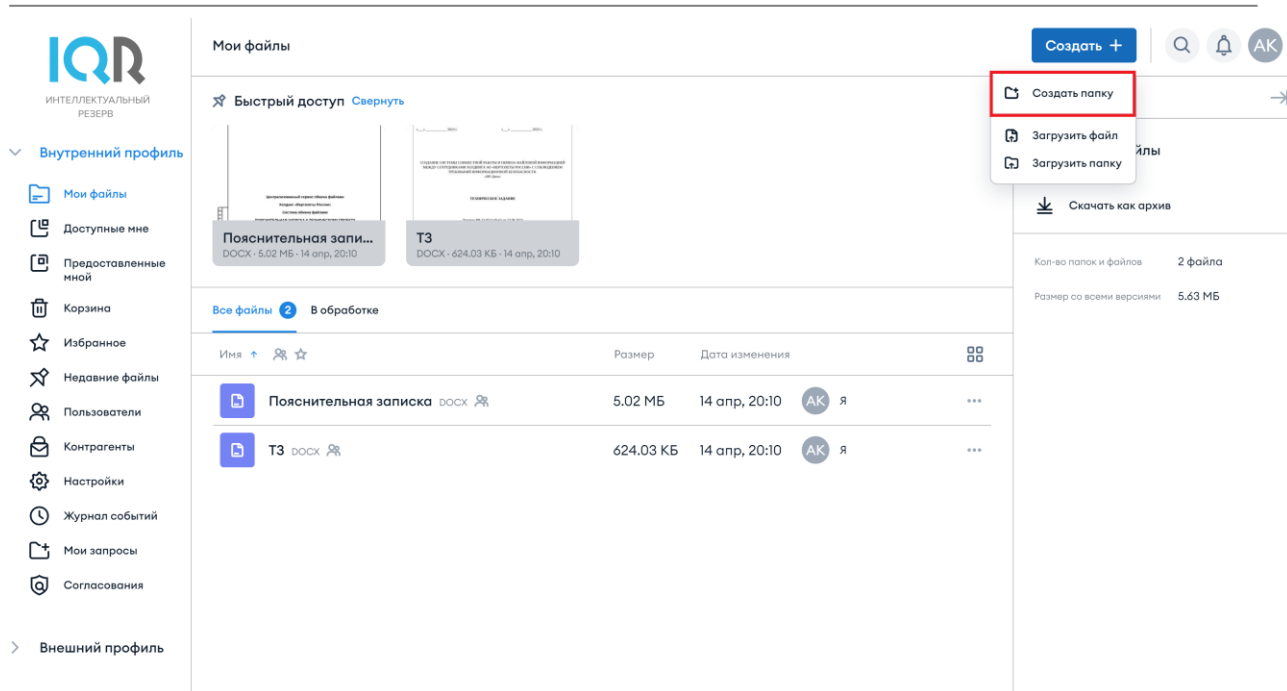 IQR
ИНТЕЛЛЕКТУАЛЬНЫЙ
РЕЗЕРВ
Внутренний профиль
Мои файлы
Доступные мне
Предоставленные
мной
Корзина
Избранное
Недавние файлы
Пользователи
Контрагенты
Настройки
Журнал событий
Мои запросы
Согласования
Внешний профиль
Мои файлы
Создать +
AK
Быстрый доступ Свернуть
Пояснительная запи...
DOCX · 5.02 МБ · 14 апр, 20:10
ТЕХНИЧЕСКОЕ ЗАДАНИЕ
ТЗ
DOCX · 624.03 КБ · 14 апр, 20:10
Все файлы 2 В обработке
Имя ↑ Размер Дата изменения
Пояснительная записка DOCX 5.02 МБ 14 апр, 20:10 AK Я
ТЗ DOCX 624.03 КБ 14 апр, 20:10 AK Я
Создать папку
Загрузить файл
Загрузить папку
йлы
Скачать как архив
Кол-во папок и файлов 2 файла
Размер со всеми версиями 5.63 МБ